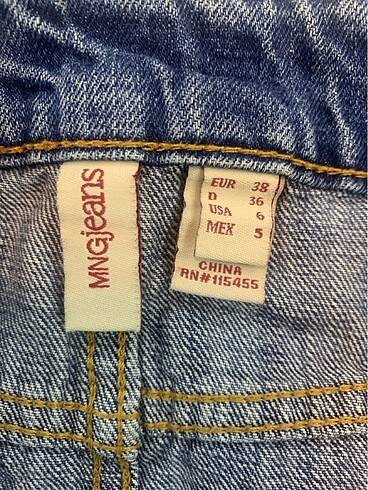 MNGjeans
EUR 38
D 36
USA 6
MEX 5
CHINA
RN#115455